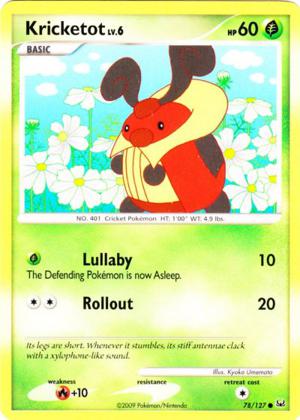 Kricketot LV.6 HP 60
BASIC
NO. 401 Cricket Pokémon HT: 1'00" WT: 4.9 lbs.
Lullaby 10
The Defending Pokémon is now Asleep.
Rollout 20
Its legs are short. Whenever it stumbles, its stiff antennae clack with a xylophonelike sound.
Illus. Kyoko Umemoto
weakness resistance retreat cost
+10
78/127
©2009 Pokémon/Nintendo